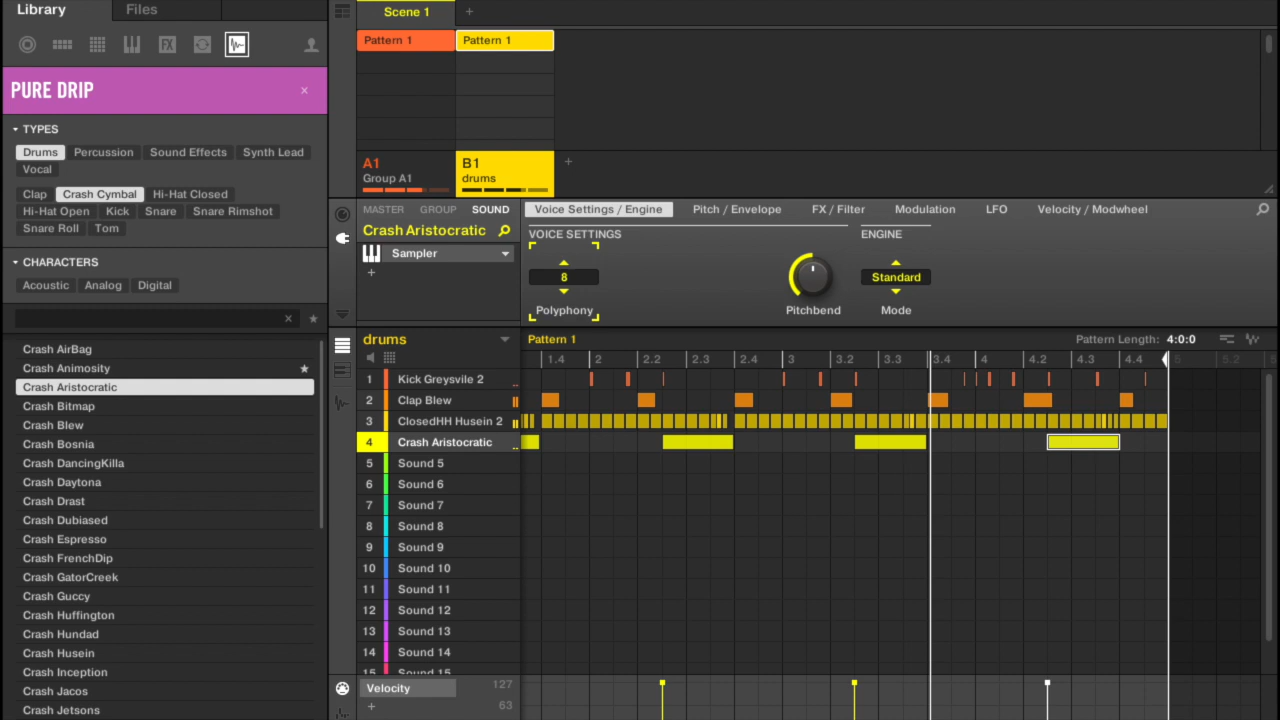 Library Files
Scene 1 +
Pattern 1 Pattern 1
FX
PURE DRIP ×
TYPES
Drums Percussion Sound Effects Synth Lead
Vocal
Clap Crash Cymbal Hi-Hat Closed
Hi-Hat Open Kick Snare Snare Rimshot
Snare Roll Tom
A1 B1 +
Group A1 drums
MASTER GROUP SOUND
Voice Settings / Engine Pitch / Envelope FX / Filter Modulation LFO Velocity / Modwheel
Crash Aristocratic
VOICE SETTINGS ENGINE
Sampler
+
8 Standard
Polyphony Pitchbend Mode
CHARACTERS
Acoustic Analog Digital
×
drums
Pattern 1 Pattern Length: 4:0:0
1.4 2 2.2 2.3 2.4 3 3.2 3.3 3.4 4 4.2 4.3 4.4 5 5.2
Crash AirBag
Crash Animosity
Crash Aristocratic
Crash Bitmap
Crash Blew
Crash Bosnia
Crash DancingKilla
Crash Daytona
Crash Drast
Crash Dubiased
Crash Espresso
Crash FrenchDip
Crash GatorCreek
Crash Guccy
Crash Huffington
Crash Hundad
Crash Husein
Crash Inception
Crash Jacos
Crash Jetsons
1 Kick Greysvile 2
2 Clap Blew
3 ClosedHH Husein 2
4 Crash Aristocratic
5 Sound 5
6 Sound 6
7 Sound 7
8 Sound 8
9 Sound 9
10 Sound 10
11 Sound 11
12 Sound 12
13 Sound 13
14 Sound 14
15 Sound 15
Velocity 127
+ 63